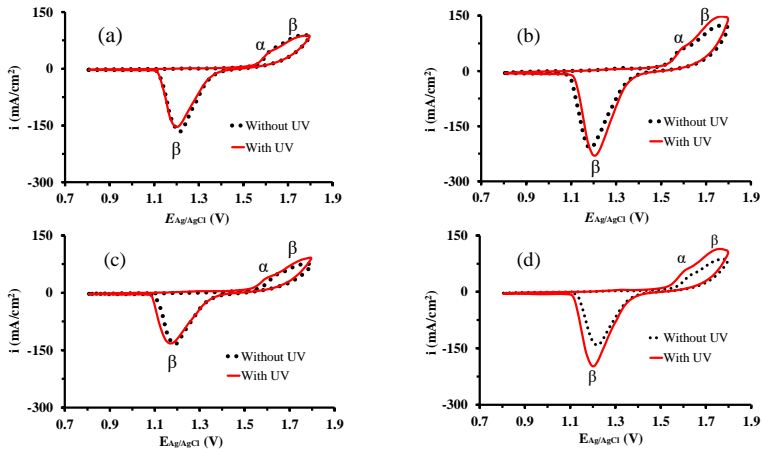 150
0
-150
-300
i (mA/cm²)
(a)
α
β
β
Without UV
With UV
0.7 0.9 1.1 1.3 1.5 1.7 1.9
E Ag/AgCl (V)
150
0
-150
-300
i (mA/cm²)
(b)
α
β
β
Without UV
With UV
0.7 0.9 1.1 1.3 1.5 1.7 1.9
E Ag/AgCl (V)
150
0
-150
-300
i (mA/cm²)
(c)
α
β
β
Without UV
With UV
0.7 0.9 1.1 1.3 1.5 1.7 1.9
E Ag/AgCl (V)
150
0
-150
-300
i (mA/cm²)
(d)
α
β
β
Without UV
With UV
0.7 0.9 1.1 1.3 1.5 1.7 1.9
E Ag/AgCl (V)